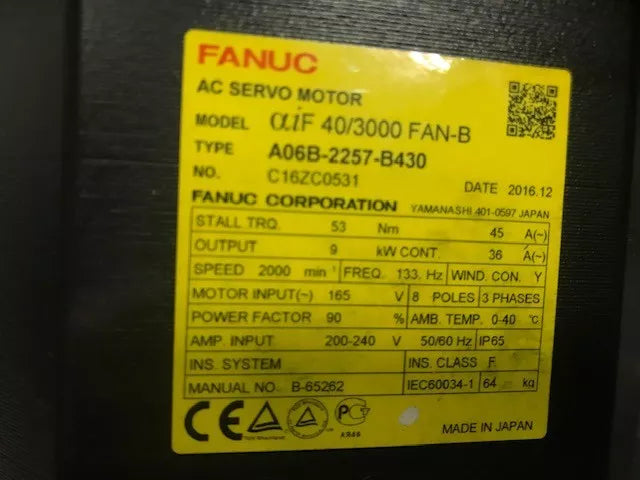 FANUC
AC SERVO MOTOR
MODEL αiF 40/3000 FAN-B
TYPE A06B-2257-B430
NO. C16ZC0531 DATE 2016.12
FANUC CORPORATION YAMANASHI 401-0597 JAPAN
STALL TRQ. 53 Nm 45 A(~)
OUTPUT 9 kW CONT. 36 A(~)
SPEED 2000 min⁻¹ FREQ. 133. Hz WIND. CON. Y
MOTOR INPUT(~) 165 V 8 POLES 3 PHASES
POWER FACTOR 90 % AMB. TEMP. 0-40 ℃
AMP. INPUT 200-240 V 50/60 Hz IP65
INS. SYSTEM INS. CLASS F
MANUAL NO. B-65262 IEC60034-1 64 kg
CE
MADE IN JAPAN